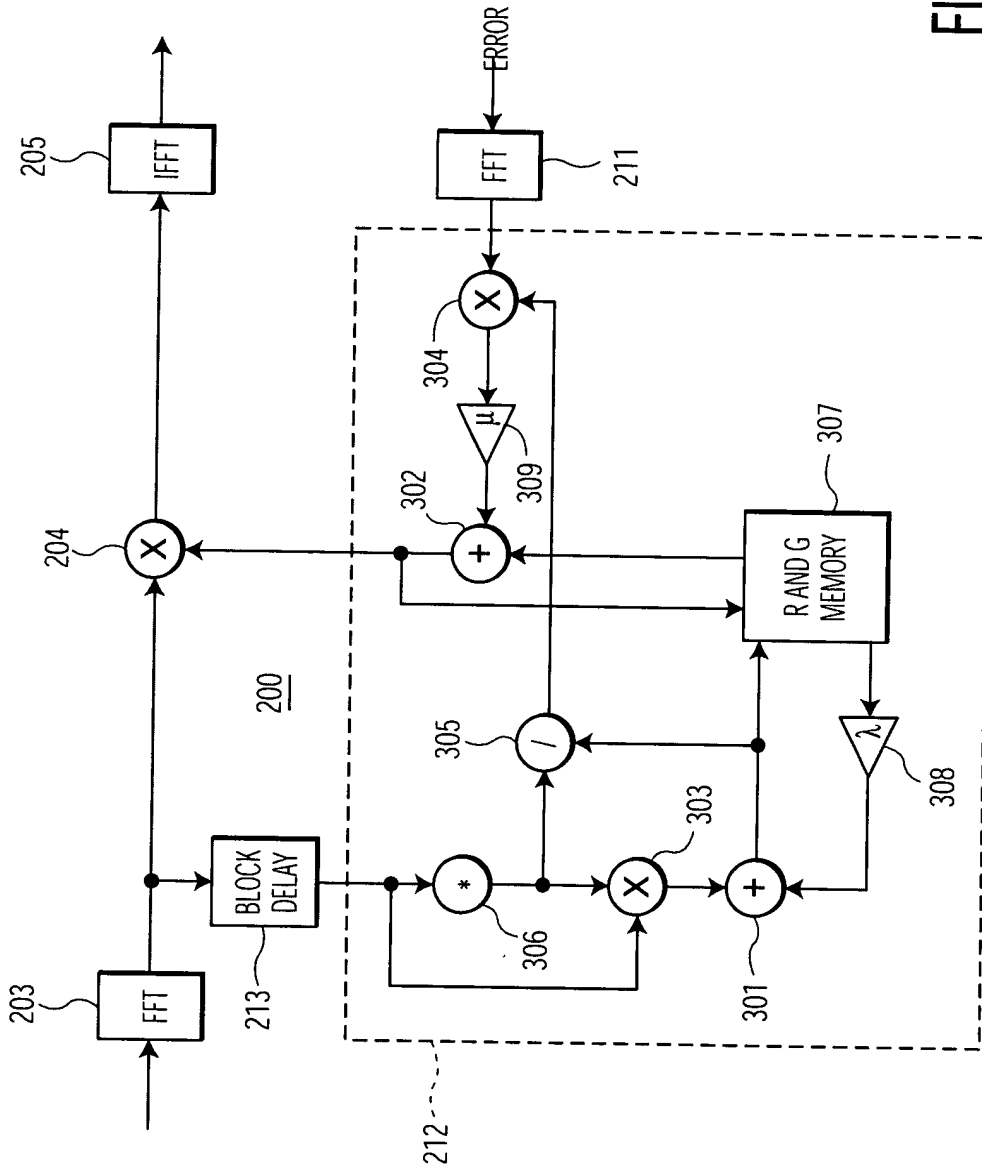 203
FFT
204
X
205
IFFT
200
BLOCK
DELAY
213
212
*
306
305
/
302
+
µ
309
304
X
FFT
211
ERROR
X
303
+
301
R AND G
MEMORY
307
λ
308